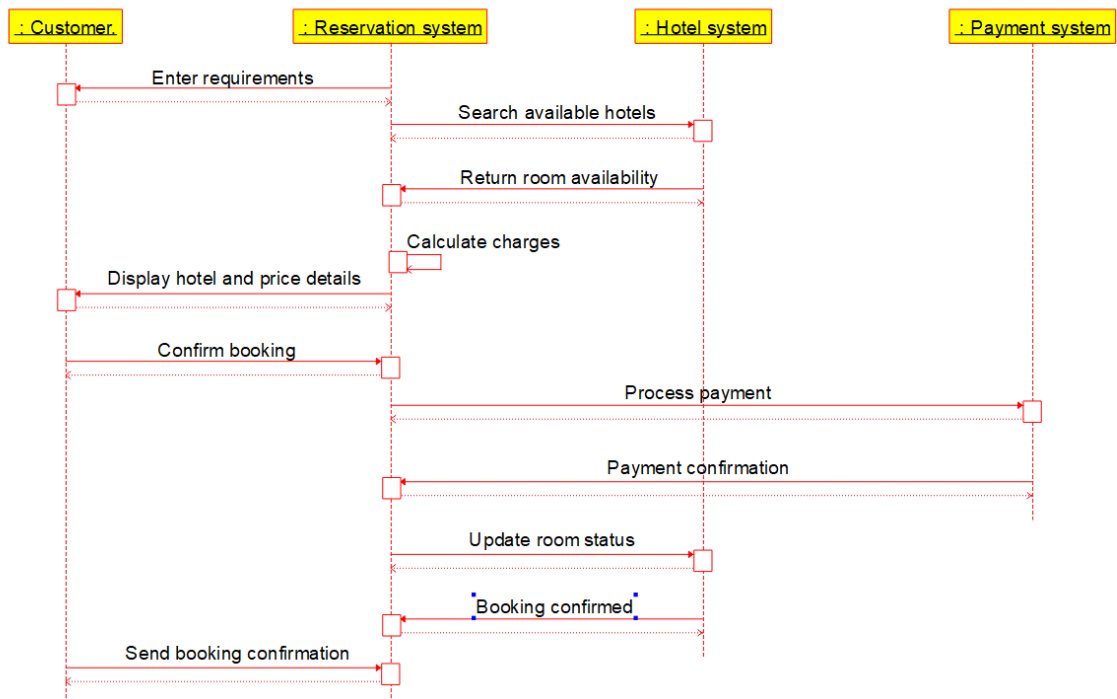 : Customer.
: Reservation system
: Hotel system
: Payment system
Enter requirements
Search available hotels
Return room availability
Calculate charges
Display hotel and price details
Confirm booking
Process payment
Payment confirmation
Update room status
Booking confirmed
Send booking confirmation